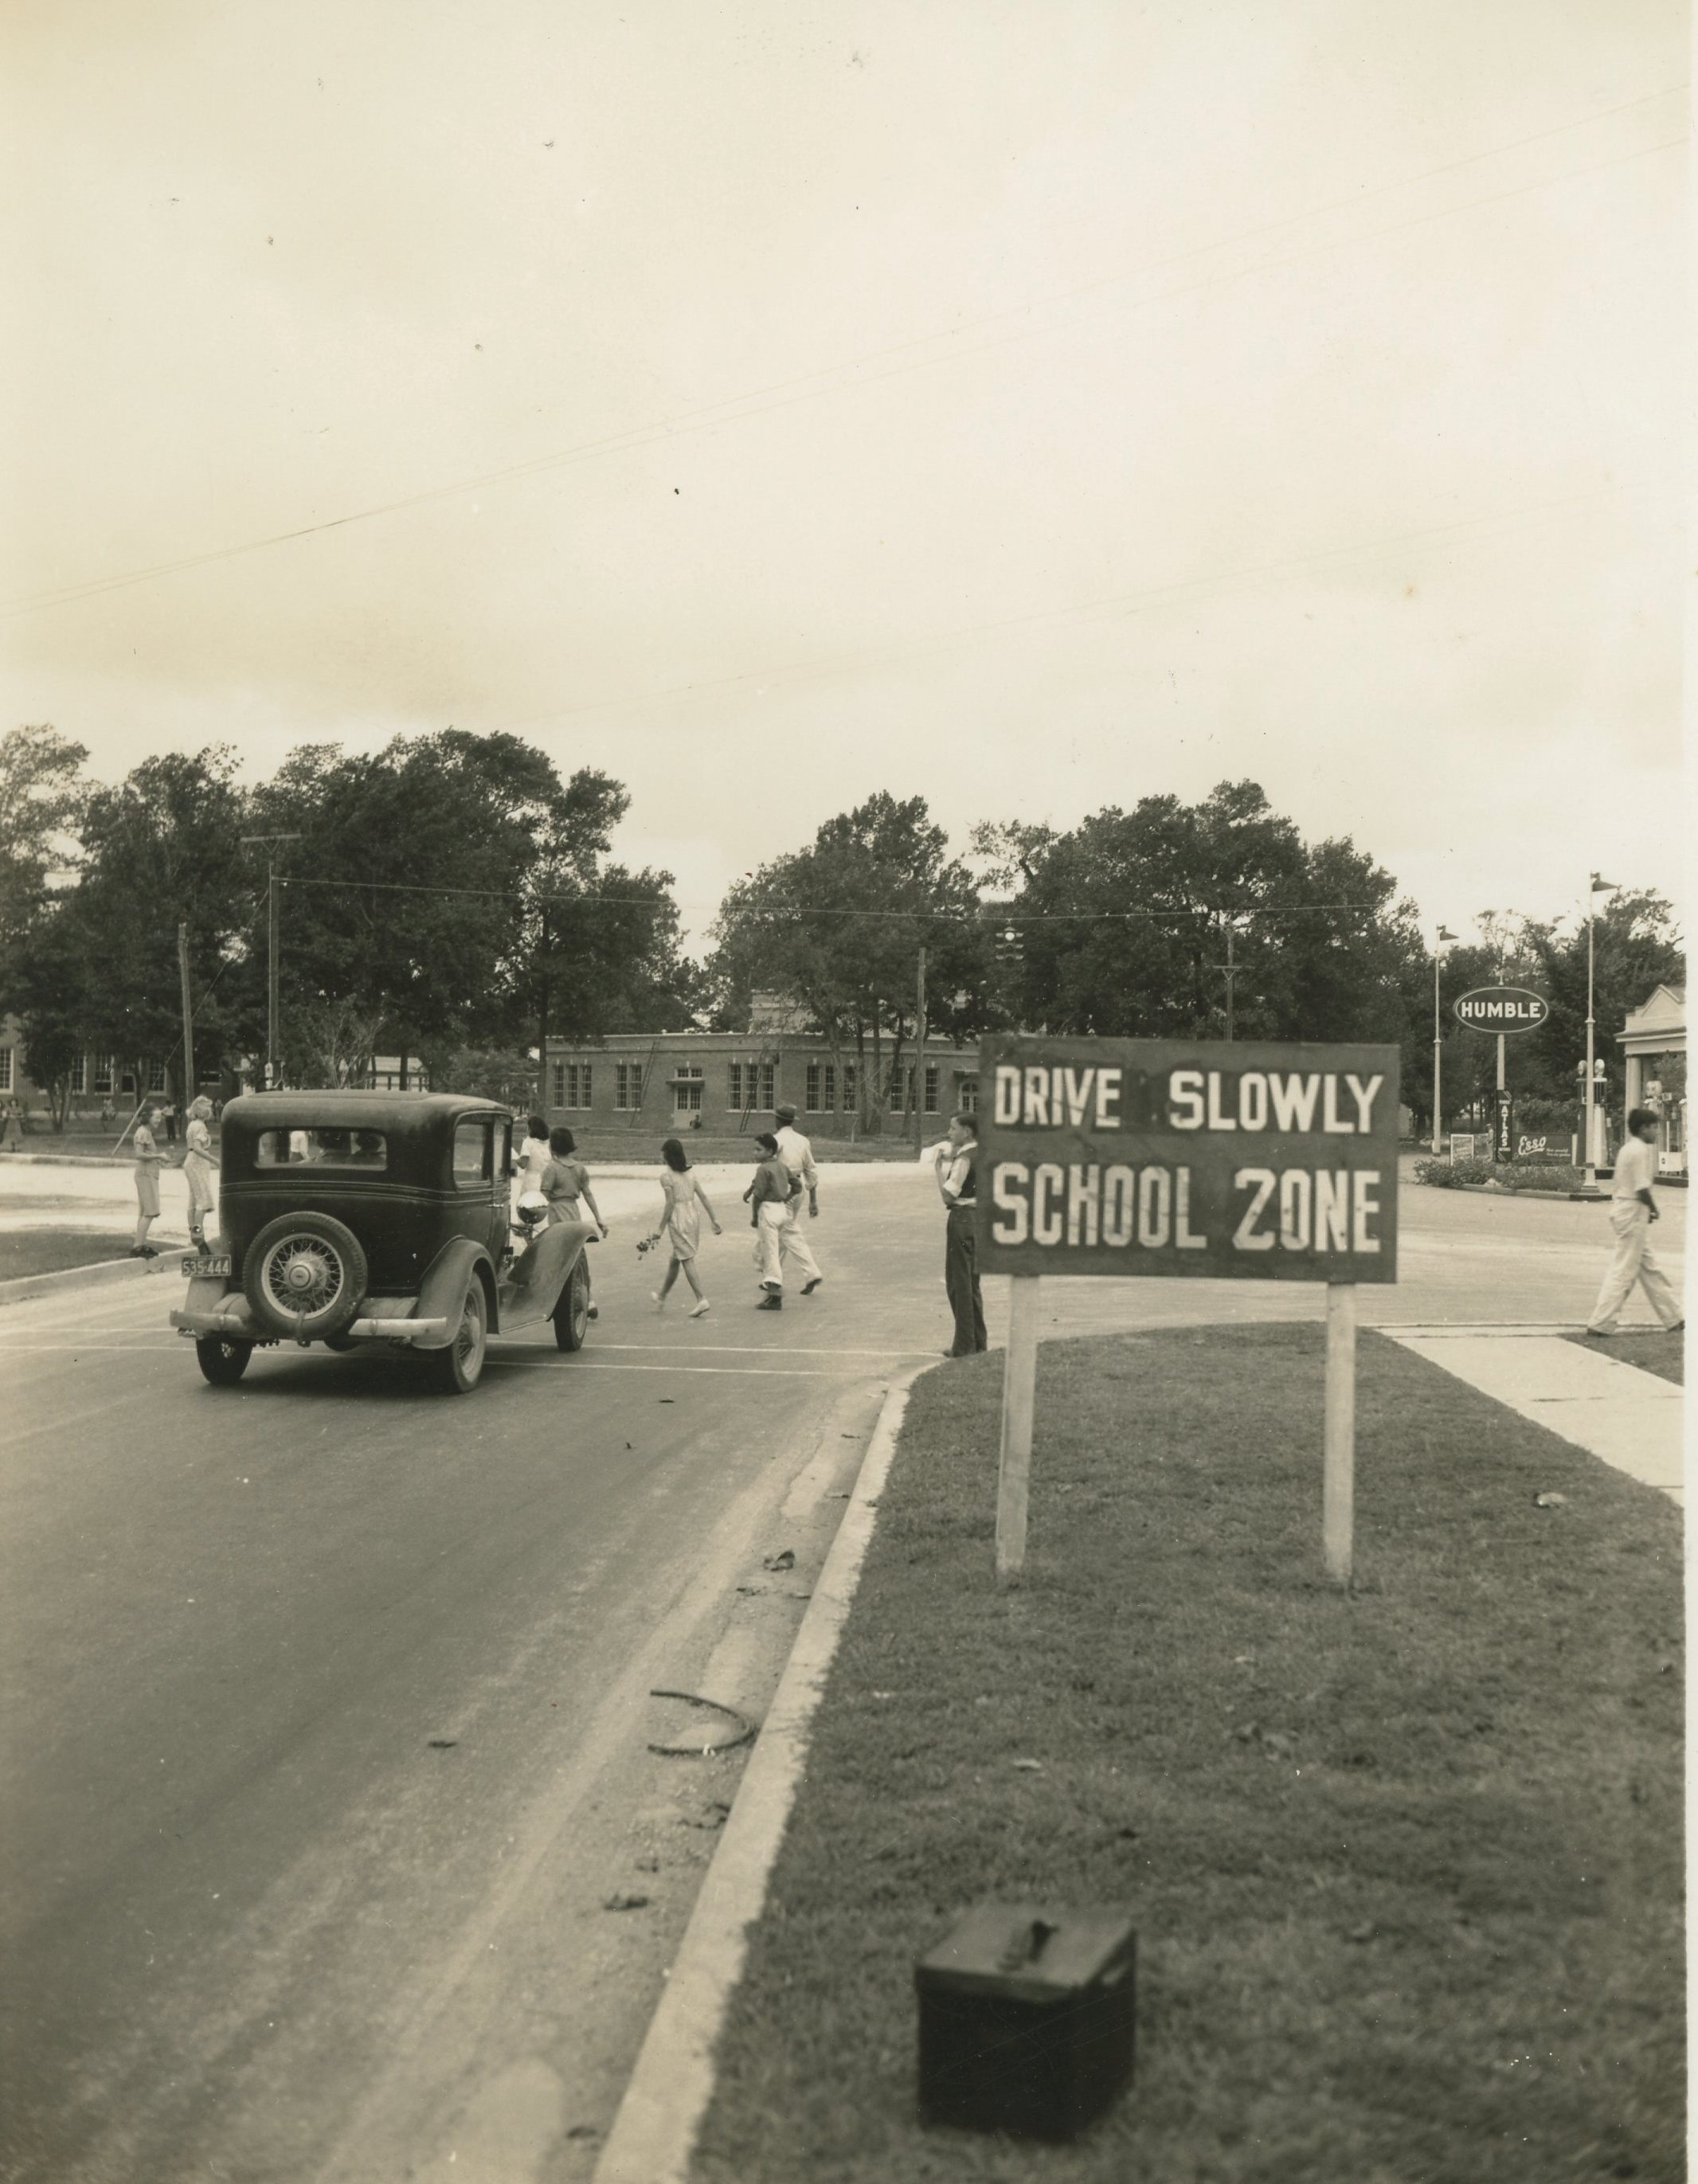 HUMBLE
DRIVE SLOWLY
SCHOOL ZONE
ATLAS
Esso
535-444